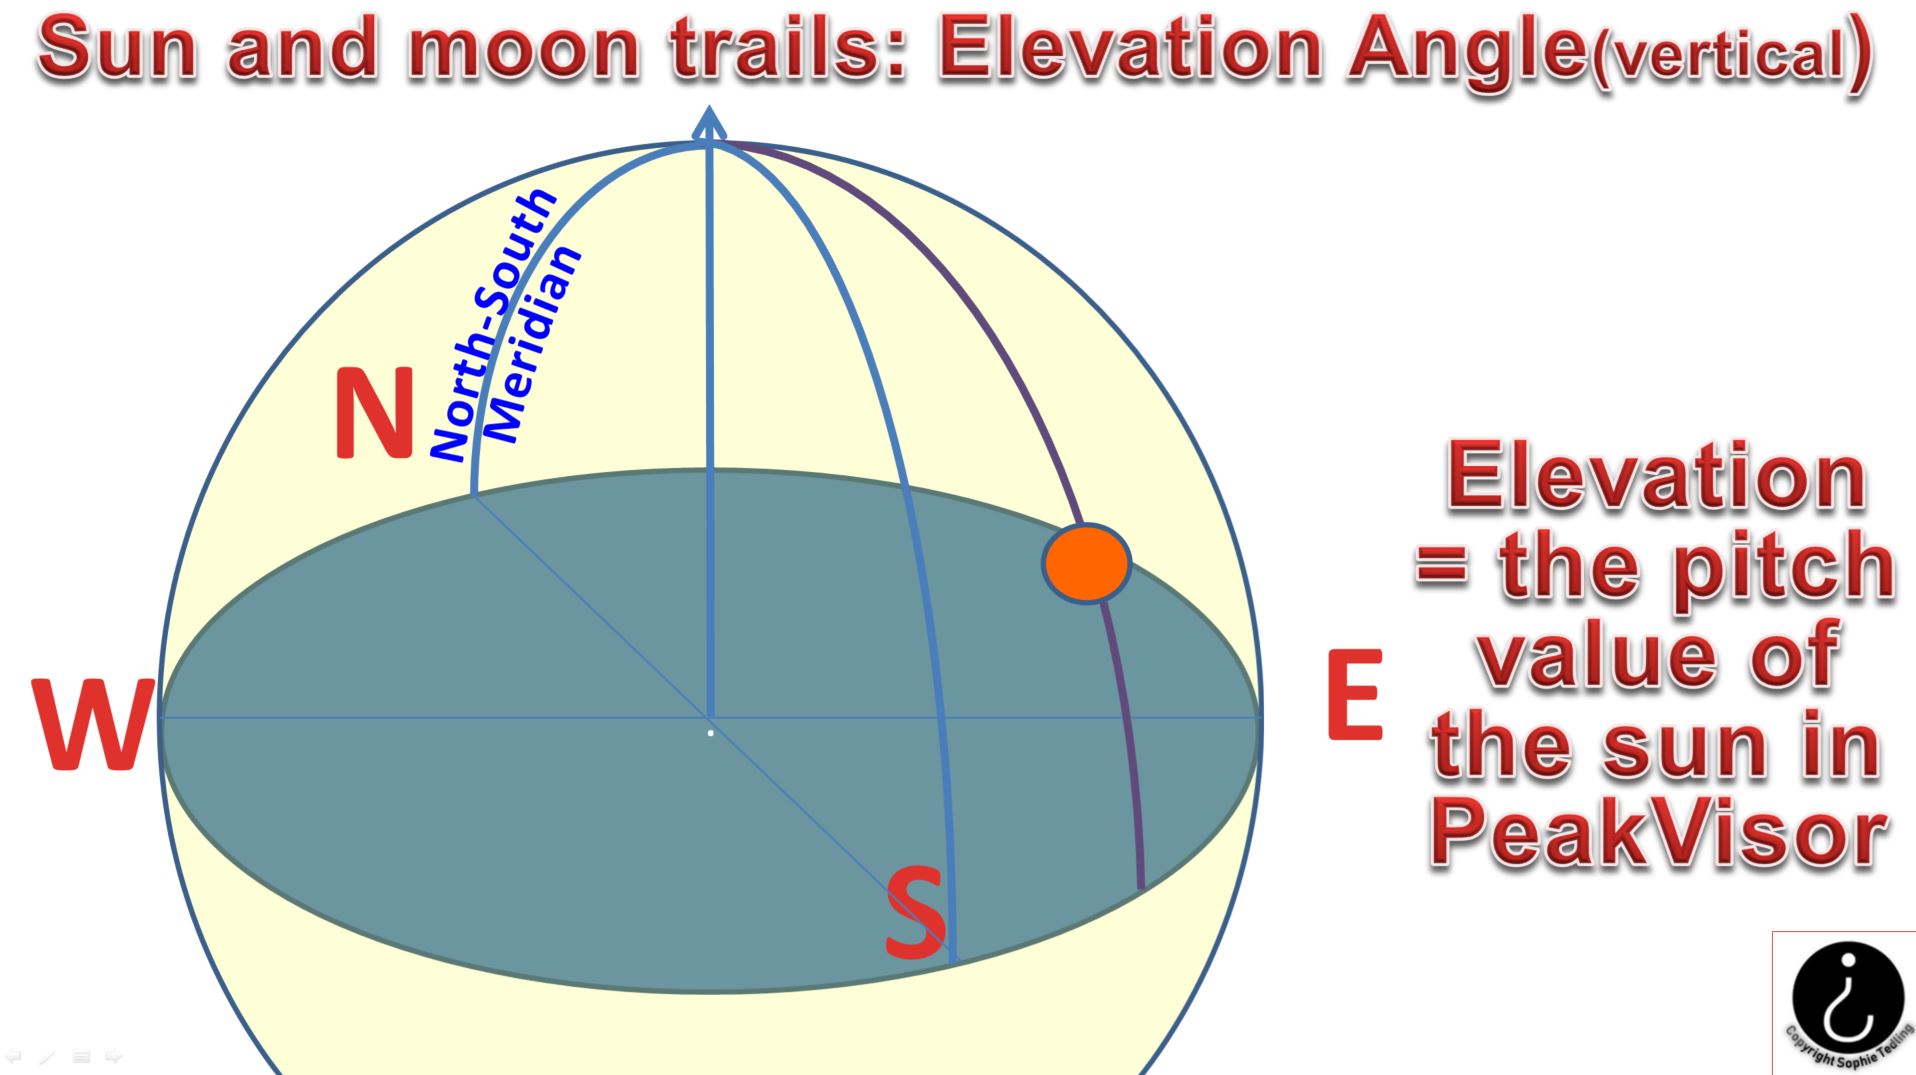 Sun and moon trails: Elevation Angle(vertical)
North-South
Meridian
N
W
E
S
Elevation
= the pitch
value of
the sun in
PeakVisor
Copyright Sophie Tedling